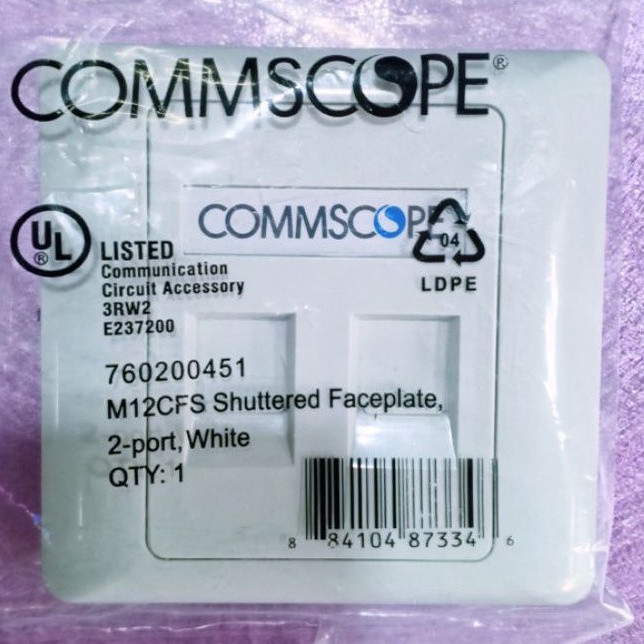 COMMSCOPE®
COMMSCOPE
UL
®
LISTED
Communication
Circuit Accessory
3RW2
E237200
04
LDPE
760200451
M12CFS Shuttered Faceplate,
2-port, White
QTY: 1
8 84104 87334 6